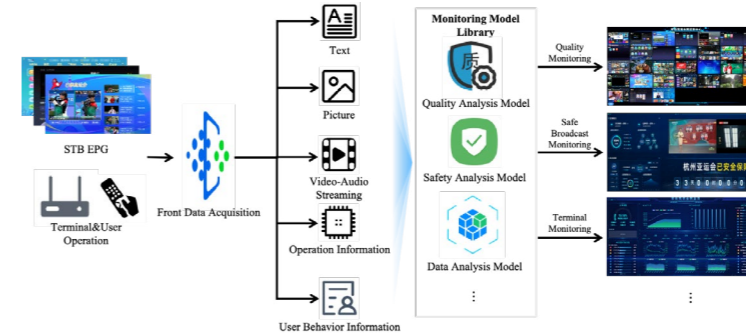 STB EPG
Terminal&User
Operation
Front Data Acquisition
Text
Picture
Video-Audio
Streaming
Operation Information
User Behavior Information
Monitoring Model
Library
质
Quality Analysis Model
Safety Analysis Model
Data Analysis Model
Quality
Monitoring
Safe
Broadcast
Monitoring
Terminal
Monitoring
杭州亚运会已安全保